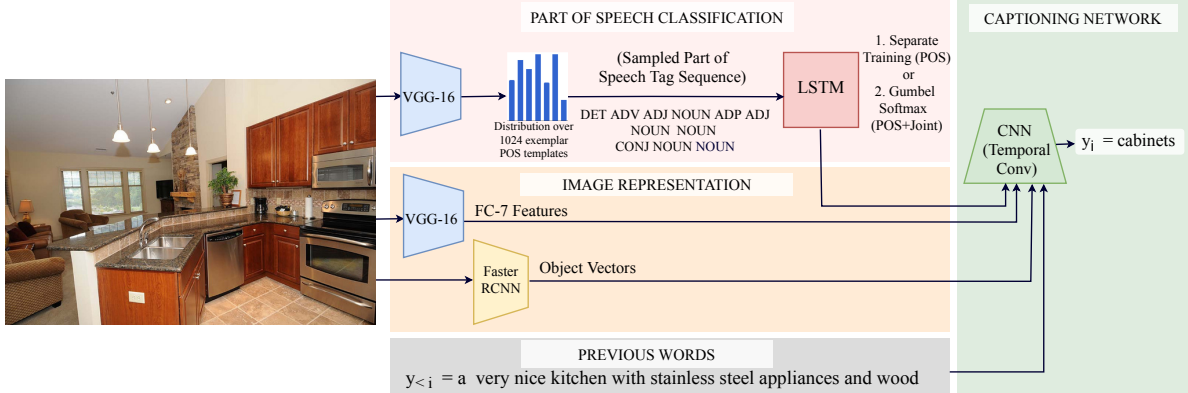 PART OF SPEECH CLASSIFICATION
VGG-16
Distribution over
1024 exemplar
POS templates
(Sampled Part of
Speech Tag Sequence)
DET ADV ADJ NOUN ADP ADJ
NOUN NOUN
CONJ NOUN NOUN
LSTM
1. Separate
Training (POS)
or
2. Gumbel
Softmax
(POS+Joint)
IMAGE REPRESENTATION
VGG-16
FC-7 Features
Faster
RCNN
Object Vectors
PREVIOUS WORDS
y< i = a very nice kitchen with stainless steel appliances and wood
CAPTIONING NETWORK
CNN
(Temporal
Conv)
yi = cabinets